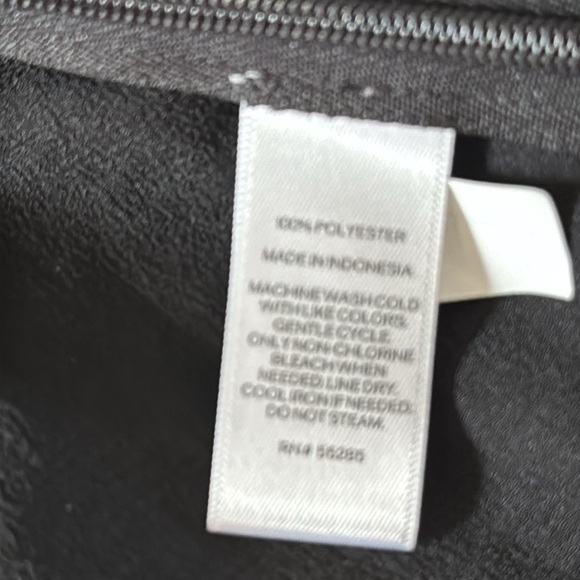 100% POLYESTER
MADE IN INDONESIA
MACHINE WASH COLD
WITH LIKE COLORS.
GENTLE CYCLE.
ONLY NON-CHLORINE
BLEACH WHEN
NEEDED. LINE DRY.
COOL IRON IF NEEDED.
DO NOT STEAM.
RN# 56285